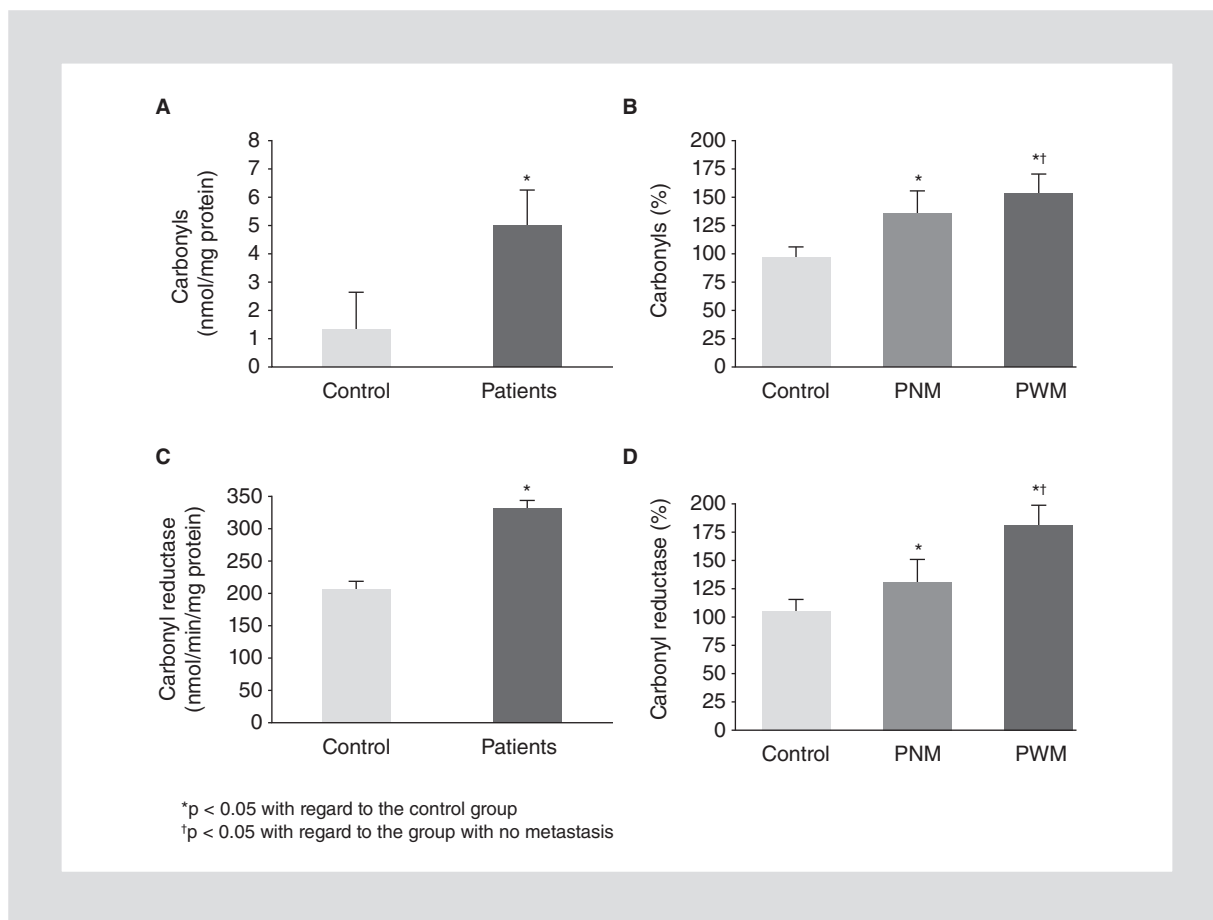 A
Carbonyls
(nmol/mg protein)
8
7
6
5
4
3
2
1
0
*
Control Patients
B
Carbonyls (%)
200
175
150
125
100
75
50
25
0
*
*†
Control PNM PWM
C
Carbonyl reductase
(nmol/min/mg protein)
350
300
250
200
150
100
50
0
*
Control Patients
D
Carbonyl reductase (%)
200
175
150
125
100
75
50
25
0
*
*†
Control PNM PWM
*p < 0.05 with regard to the control group
†p < 0.05 with regard to the group with no metastasis